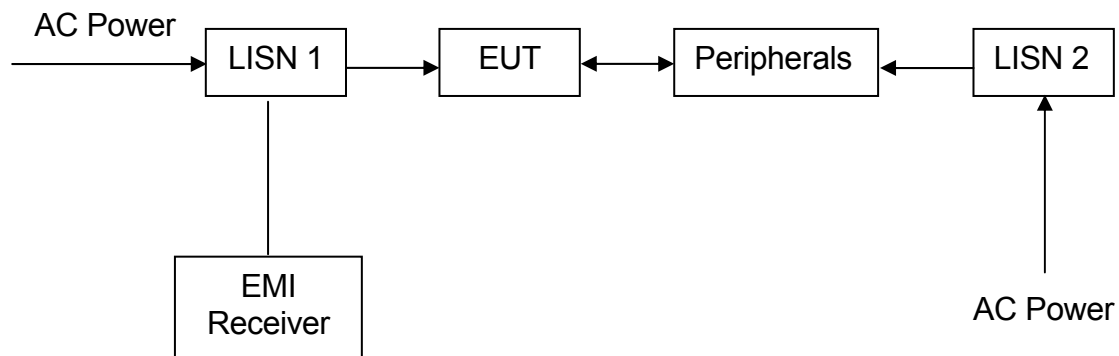 AC Power
LISN 1
EUT
Peripherals
LISN 2
EMI
Receiver
AC Power